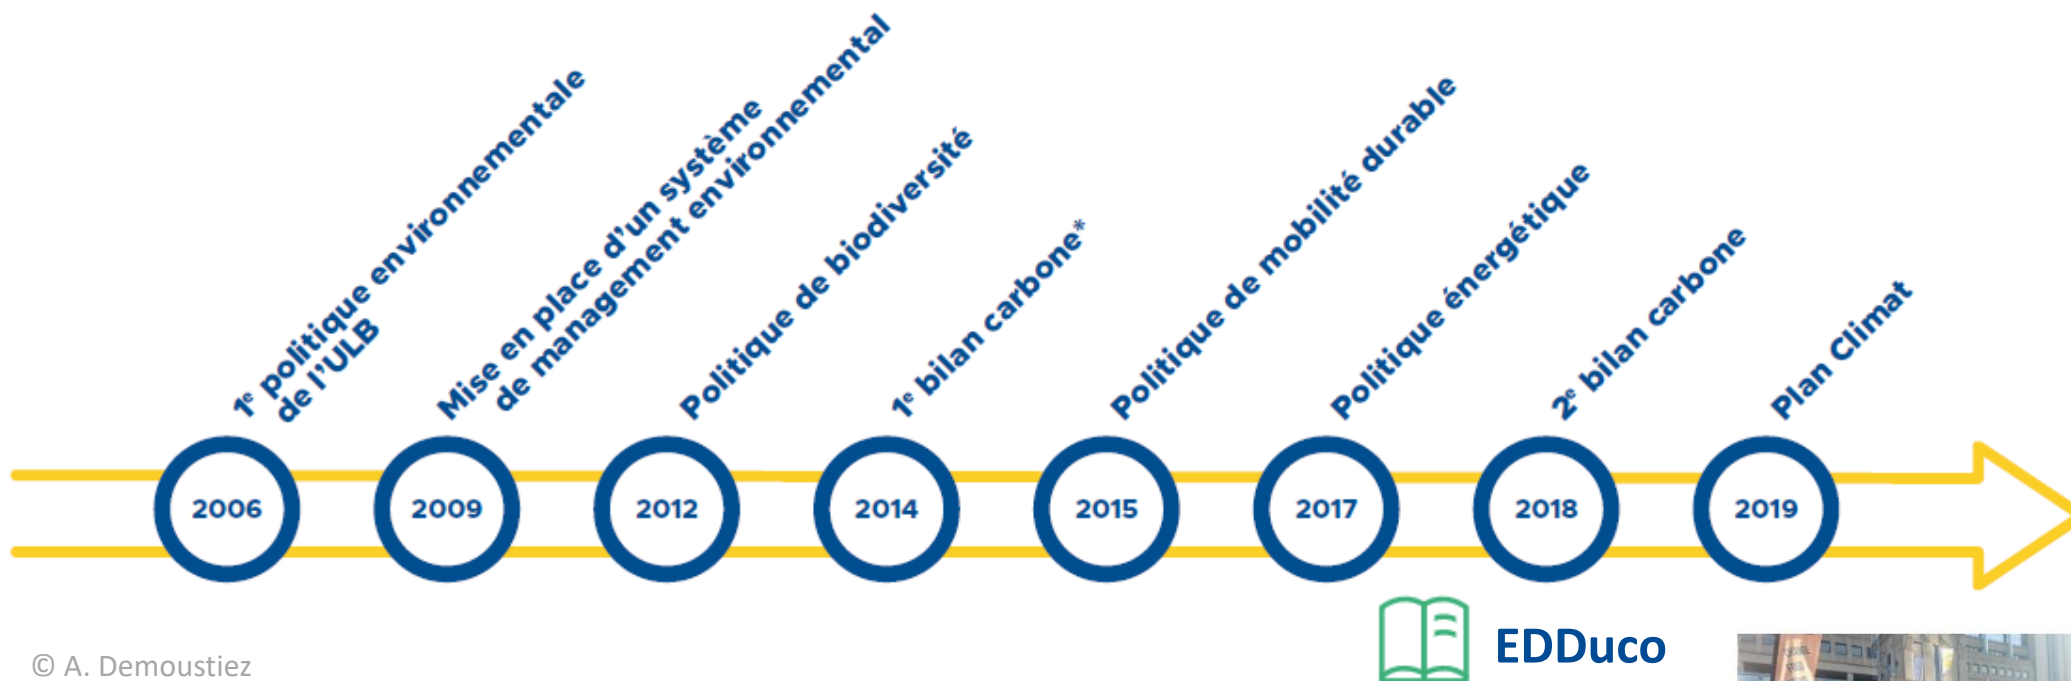 1e politique environnementale
de l'ULB
Mise en place d'un système
de management environnemental
Politique de biodiversité
1e bilan carbone*
Politique de mobilité durable
Politique énergétique
2e bilan carbone
Plan Climat
2006
2009
2012
2014
2015
2017
2018
2019
EDDuco
© A. Demoustiez